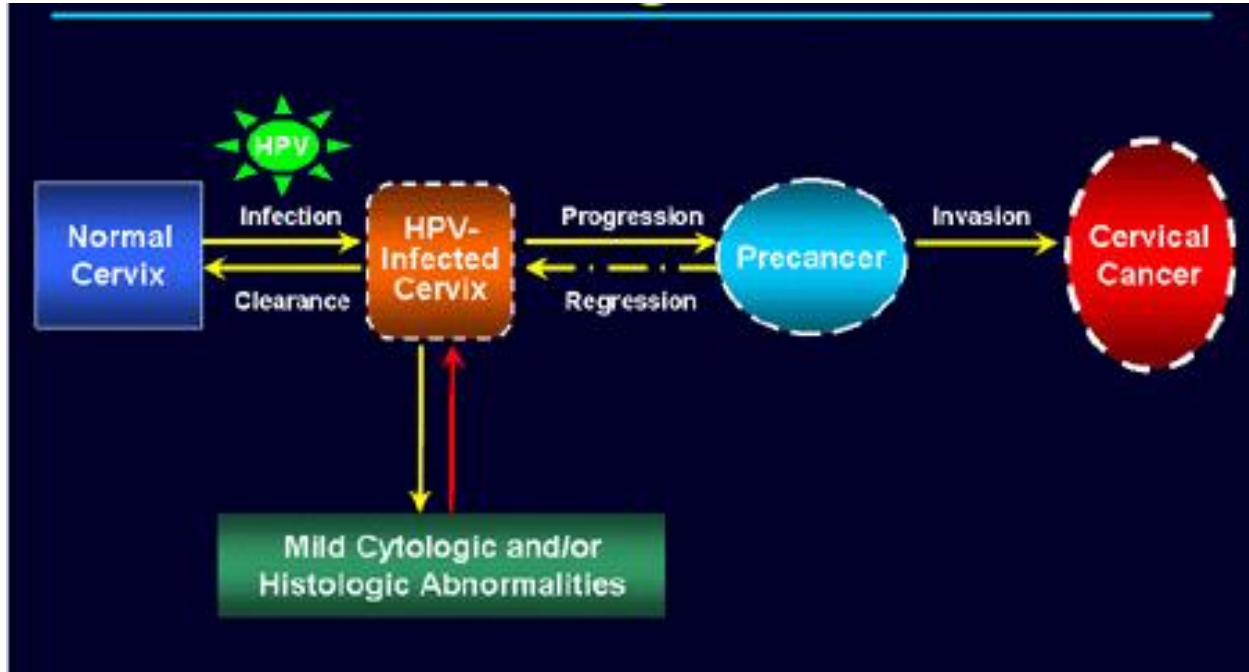 HPV
Normal
Cervix
Infection
Clearance
HPV-
Infected
Cervix
Progression
Regression
Precancer
Invasion
Cervical
Cancer
Mild Cytologic and/or
Histologic Abnormalities